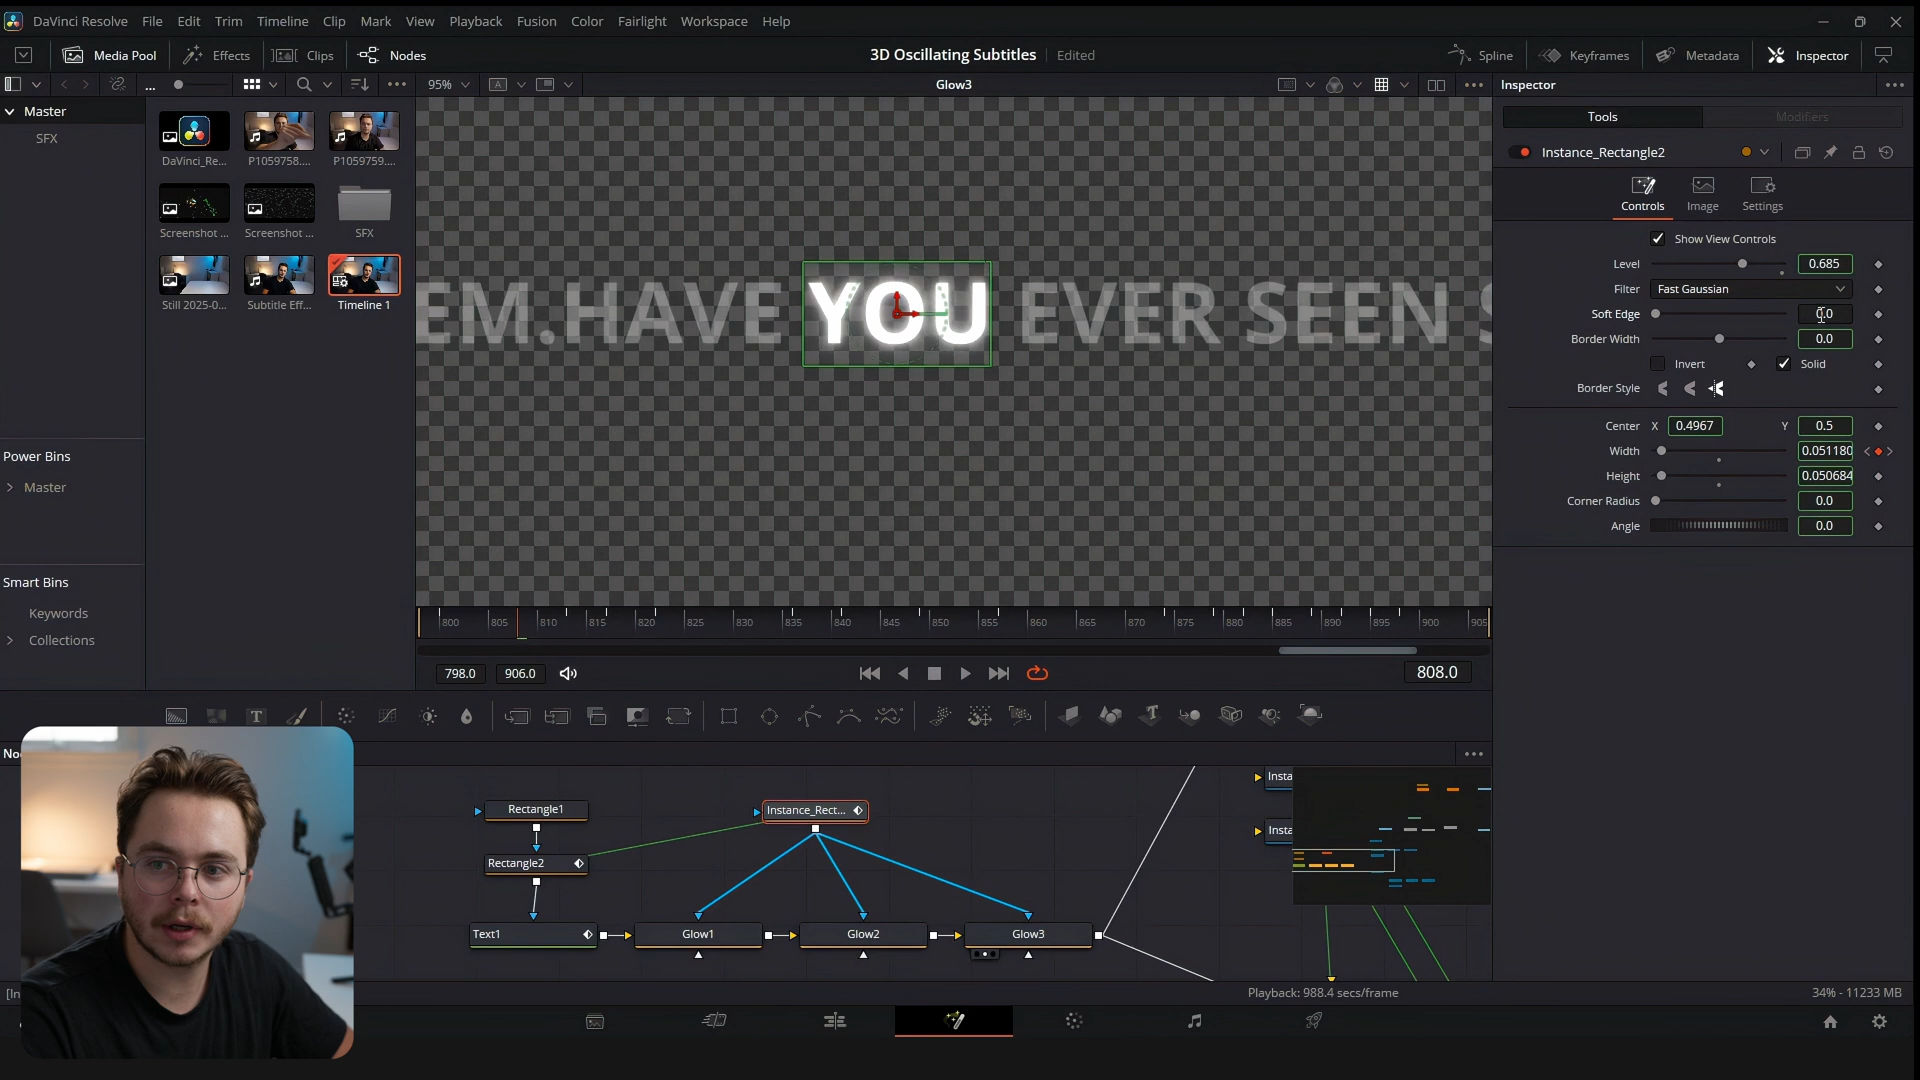 DaVinci Resolve File Edit Trim Timeline Clip Mark View Playback Fusion Color Fairlight Workspace Help
Media Pool Effects Clips Nodes
3D Oscillating Subtitles Edited
Spline Keyframes Metadata Inspector
... 95% A Glow3 Inspector
Master
SFX
DaVinci_Re... P1059758.... P1059759....
Screenshot ... Screenshot ... SFX
Still 2025-0... Subtitle Eff... Timeline 1
Power Bins
Master
Smart Bins
Keywords
Collections
EM.HAVE YOU EVER SEEN S
800 805 810 815 820 825 830 835 840 845 850 855 860 865 870 875 880 885 890 895 900 905
798.0 906.0 808.0
Tools Modifiers
Instance_Rectangle2
Controls Image Settings
Show View Controls
Level 0.685
Filter Fast Gaussian
Soft Edge 0.0
Border Width 0.0
Invert Solid
Border Style
Center X 0.4967 Y 0.5
Width 0.051180
Height 0.050684
Corner Radius 0.0
Angle 0.0
T T
No
Rectangle1 Instance_Rect... Insta
Rectangle2 Insta
Text1 Glow1 Glow2 Glow3
[In
Playback: 988.4 secs/frame 34% - 11233 MB